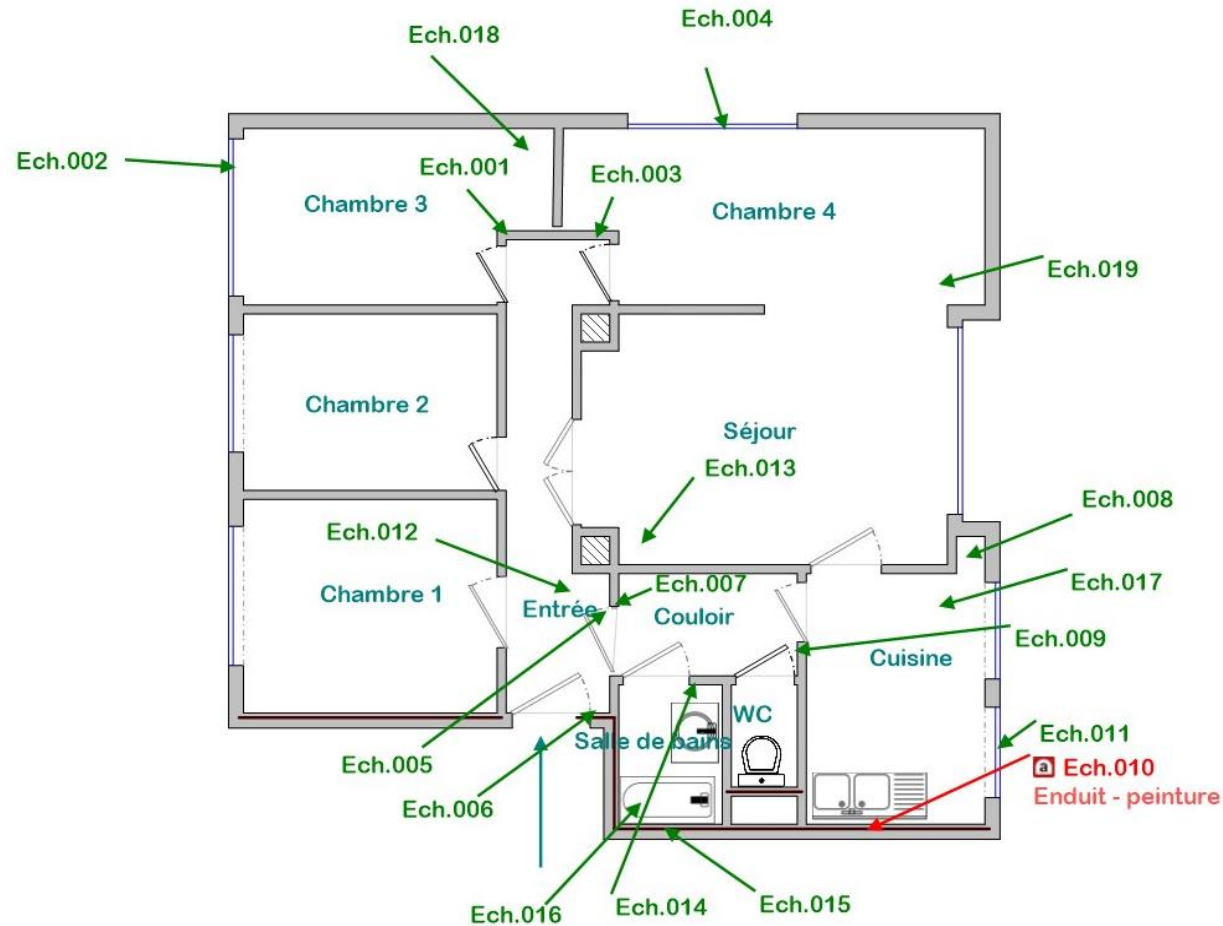 Ech.004
Ech.018
Ech.002
Ech.001
Ech.003
Chambre 3
Chambre 4
Ech.019
Chambre 2
Séjour
Ech.013
Ech.008
Ech.012
Ech.007
Ech.017
Chambre 1
Entrée
Couloir
Ech.009
Cuisine
WC
Salle de bains
Ech.011
Ech.005
a Ech.010
Enduit - peinture
Ech.006
Ech.016
Ech.014
Ech.015